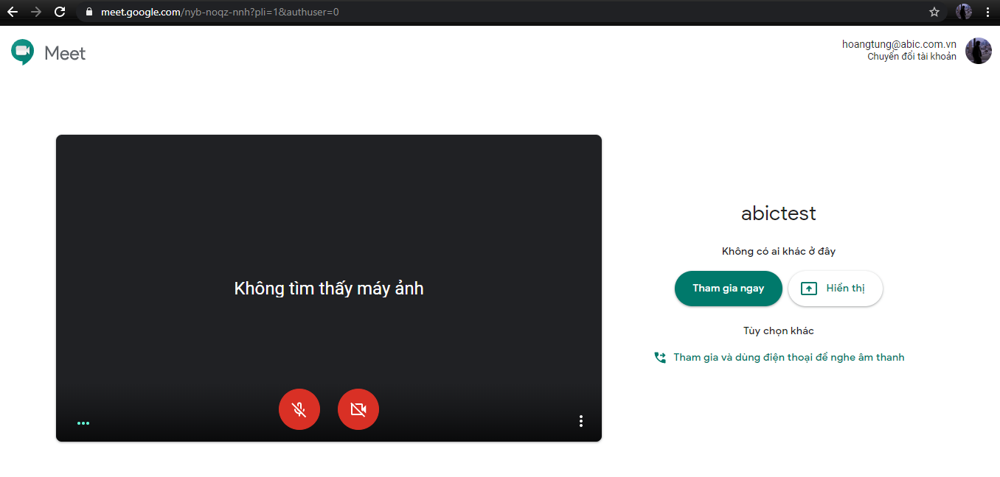 meet.google.com/nyb-noqz-nnh?pli=1&authuser=0
Meet
hoangtung@abic.com.vn
Chuyển đổi tài khoản
Không tìm thấy máy ảnh
abictest
Không có ai khác ở đây
Tham gia ngay
Hiển thị
Tùy chọn khác
Tham gia và dùng điện thoại để nghe âm thanh